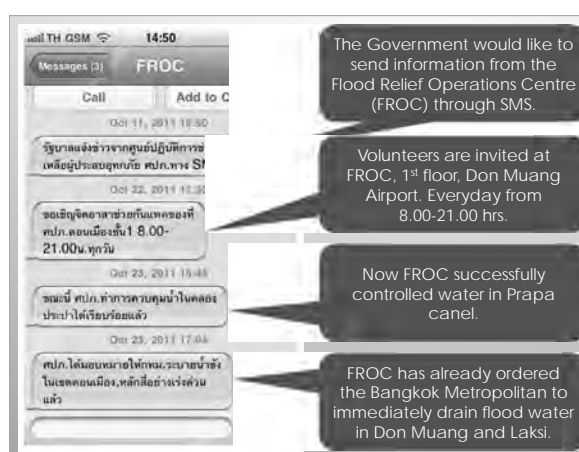 TH GSM 14:50
Messages (3) FROC
Call Add to C
Oct 11, 2011
รัฐบาลแจ้งข่าวจากศูนย์ปฏิบัติการช
เหลือผู้ประสบอุทกภัย ศปภ.ทาง SM
Oct 22, 2011
ขอเชิญจิตอาสาช่วยกันแพคของที่
ศปภ.ดอนเมืองชั้น1 8.00-
21.00น.ทุกวัน
Oct 23, 2011
ขณะนี้ ศปภ.ทำการควบคุมน้ำในคลอง
ประปาได้เรียบร้อยแล้ว
Oct 23, 2011 17:04
ศปภ.ได้มอบหมายให้กทม.ระบายน้ำขัง
ในเขตดอนเมือง,หลักสี่อย่างเร่งด่วน
แล้ว
The Government would like to
send information from the
Flood Relief Operations Centre
(FROC) through SMS.
Volunteers are invited at
FROC, 1st floor, Don Muang
Airport. Everyday from
8.00-21.00 hrs.
Now FROC successfully
controlled water in Prapa
canel.
FROC has already ordered
the Bangkok Metropolitan to
immediately drain flood water
in Don Muang and Laksi.